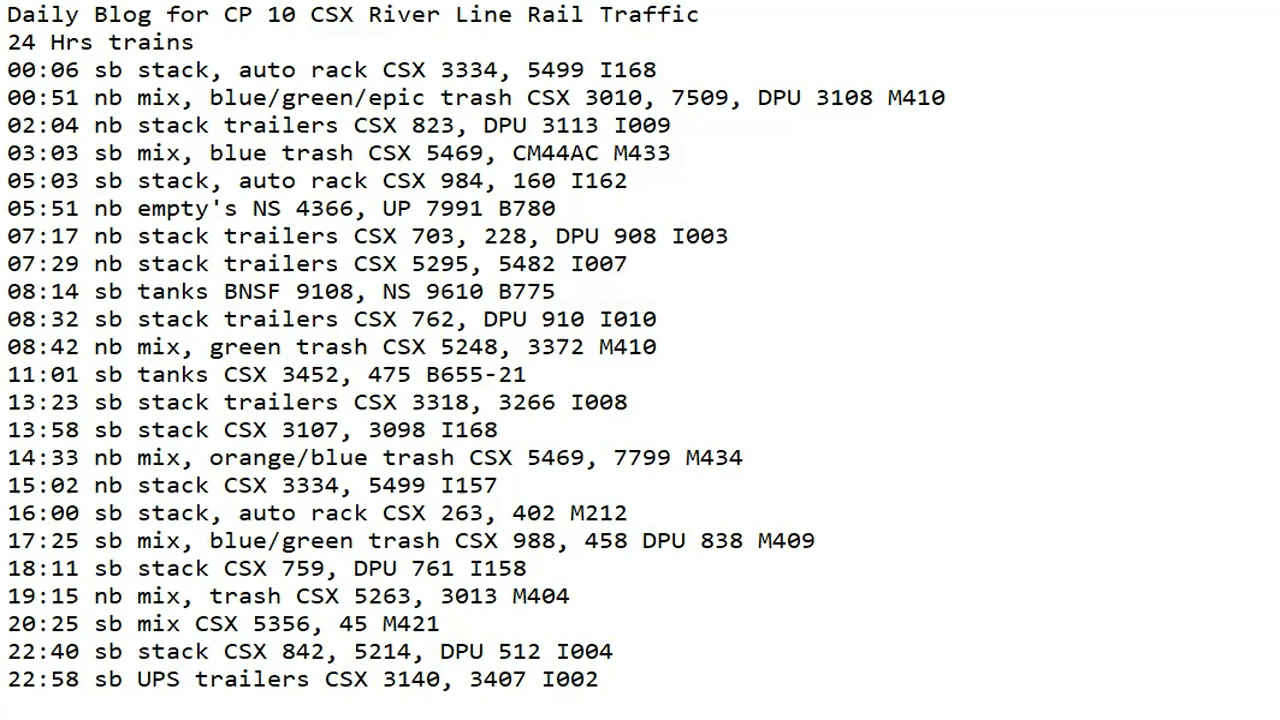 Daily Blog for CP 10 CSX River Line Rail Traffic
24 Hrs trains
00:06 sb stack, auto rack CSX 3334, 5499 I168
00:51 nb mix, blue/green/epic trash CSX 3010, 7509, DPU 3108 M410
02:04 nb stack trailers CSX 823, DPU 3113 I009
03:03 sb mix, blue trash CSX 5469, CM44AC M433
05:03 sb stack, auto rack CSX 984, 160 I162
05:51 nb empty's NS 4366, UP 7991 B780
07:17 nb stack trailers CSX 703, 228, DPU 908 I003
07:29 nb stack trailers CSX 5295, 5482 I007
08:14 sb tanks BNSF 9108, NS 9610 B775
08:32 sb stack trailers CSX 762, DPU 910 I010
08:42 nb mix, green trash CSX 5248, 3372 M410
11:01 sb tanks CSX 3452, 475 B655-21
13:23 sb stack trailers CSX 3318, 3266 I008
13:58 sb stack CSX 3107, 3098 I168
14:33 nb mix, orange/blue trash CSX 5469, 7799 M434
15:02 nb stack CSX 3334, 5499 I157
16:00 sb stack, auto rack CSX 263, 402 M212
17:25 sb mix, blue/green trash CSX 988, 458 DPU 838 M409
18:11 sb stack CSX 759, DPU 761 I158
19:15 nb mix, trash CSX 5263, 3013 M404
20:25 sb mix CSX 5356, 45 M421
22:40 sb stack CSX 842, 5214, DPU 512 I004
22:58 sb UPS trailers CSX 3140, 3407 I002